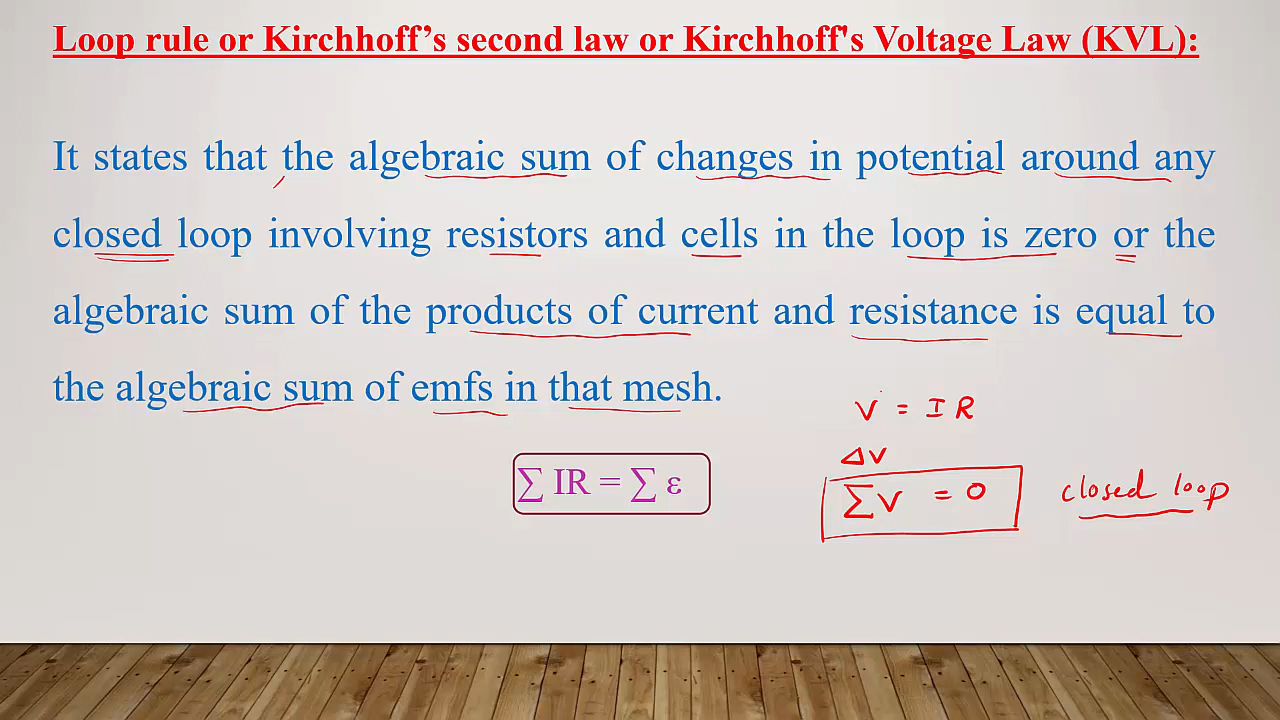 Loop rule or Kirchhoff’s second law or Kirchhoff's Voltage Law (KVL):
It states that the algebraic sum of changes in potential around any
closed loop involving resistors and cells in the loop is zero or the
algebraic sum of the products of current and resistance is equal to
the algebraic sum of emfs in that mesh.
V = I R
ΔV
∑ IR = ∑ ε
∑V = 0
closed loop